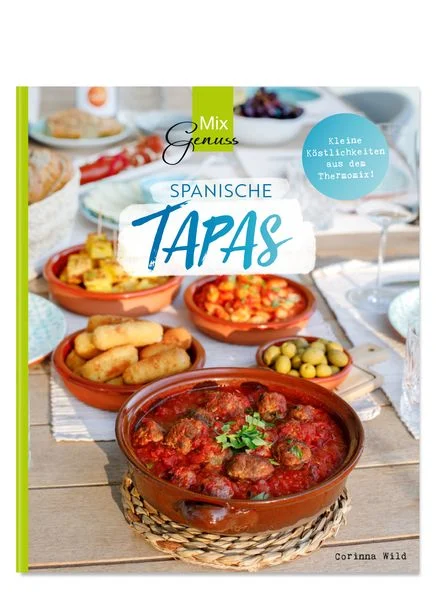 Mix
Genuss
Kleine
Köstlichkeiten
aus dem
Thermomix!
SPANISCHE
TAPAS
Corinna Wild